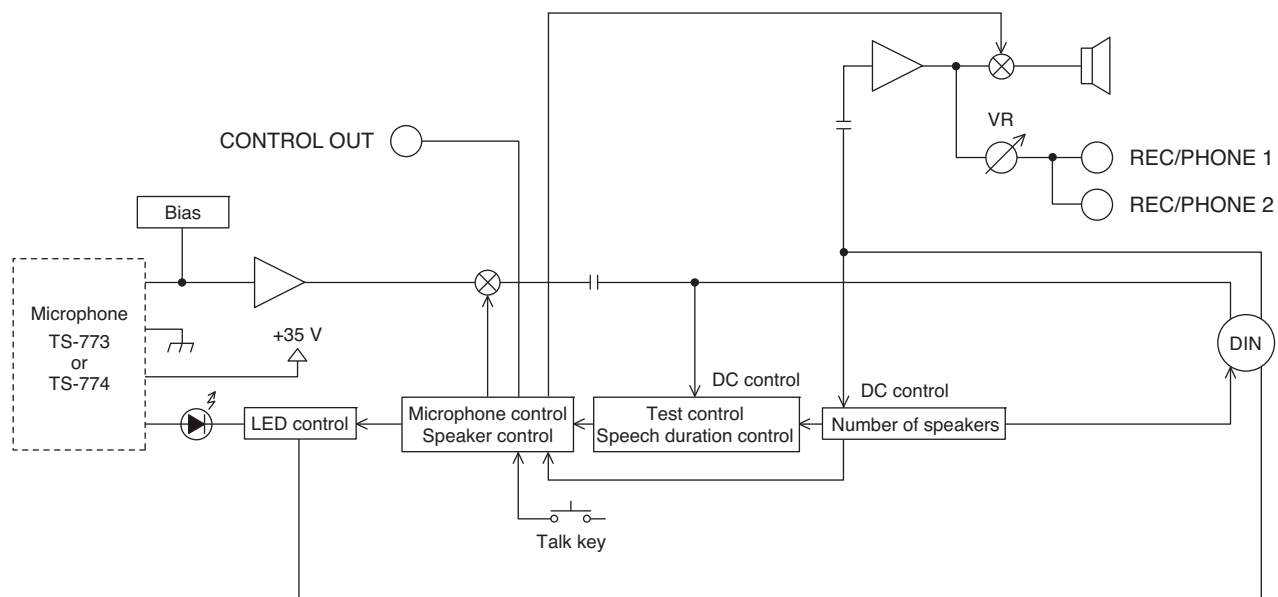 VR
CONTROL OUT
REC/PHONE 1
REC/PHONE 2
Bias
Microphone
TS-773
or
TS-774
+35 V
DIN
DC control
DC control
LED control
Microphone control
Speaker control
Test control
Speech duration control
Number of speakers
Talk key